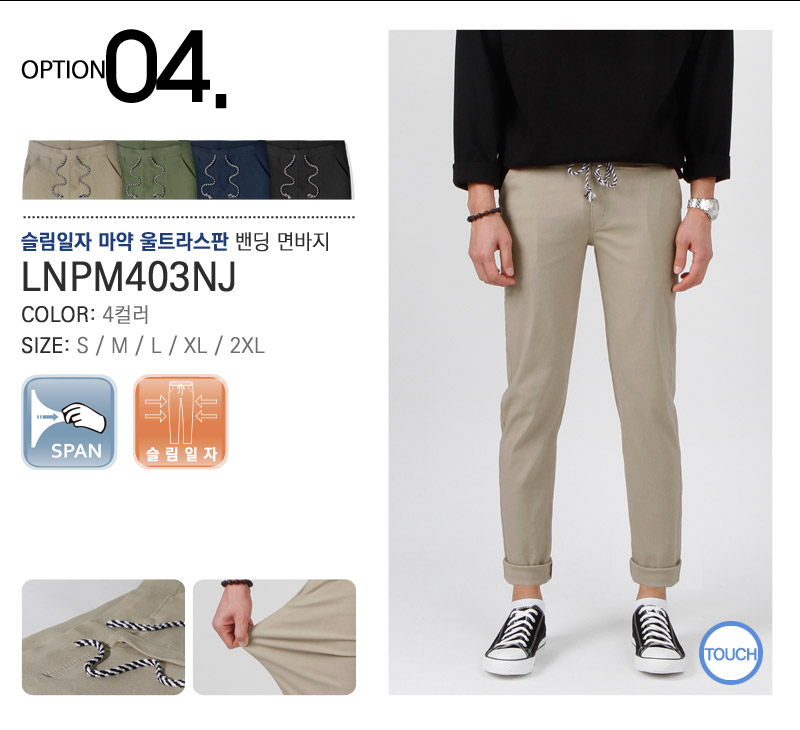 OPTION04.
슬림일자 마약 울트라스판 밴딩 면바지
LNPM403NJ
COLOR: 4컬러
SIZE: S / M / L / XL / 2XL
SPAN
슬림일자
TOUCH